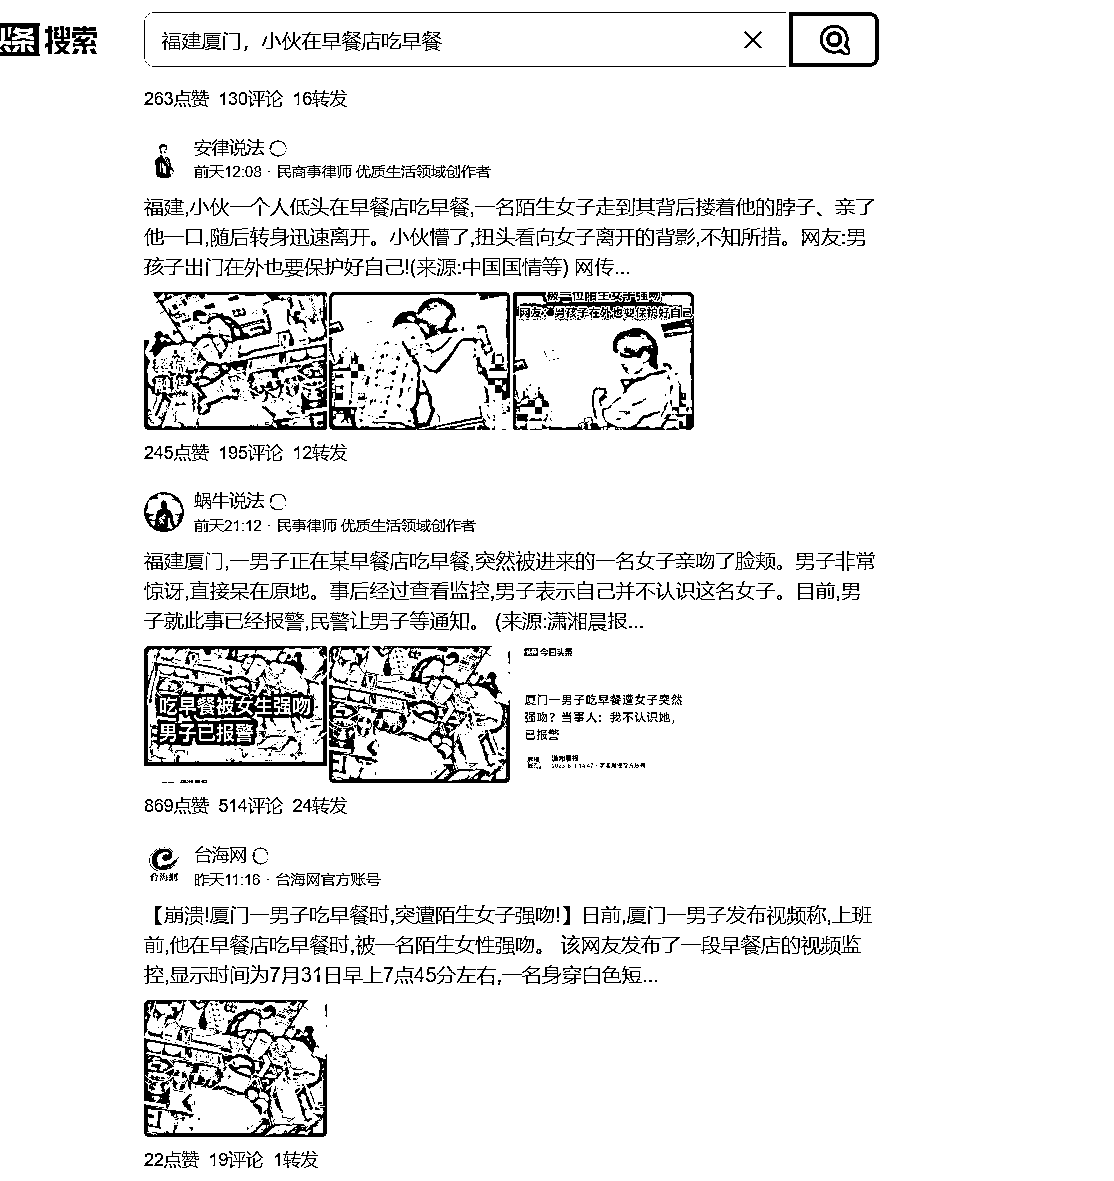 头条 搜索
福建厦门，小伙在早餐店吃早餐
263点赞 130评论 16转发
安律说法
前天12:08 · 民商事律师 优质生活领域创作者
福建,小伙一个人低头在早餐店吃早餐,一名陌生女子走到其背后搂着他的脖子、亲了
他一口,随后转身迅速离开。小伙懵了,扭头看向女子离开的背影,不知所措。网友:男
孩子出门在外也要保护好自己!(来源:中国国情等) 网传...
被一位陌生女子强吻
网友：男孩子在外也要保护好自己
245点赞 195评论 12转发
蜗牛说法
前天21:12 · 民事律师 优质生活领域创作者
福建厦门,一男子正在某早餐店吃早餐,突然被进来的一名女子亲吻了脸颊。男子非常
惊讶,直接呆在原地。事后经过查看监控,男子表示自己并不认识这名女子。目前,男
子就此事已经报警,民警让男子等通知。 (来源:潇湘晨报...
吃早餐被女生强吻
男子已报警
今日头条
厦门一男子吃早餐遭女子突然
强吻？当事人：我不认识她，
已报警
潇湘晨报
869点赞 514评论 24转发
台海网
台海网
昨天11:16 · 台海网官方账号
【崩溃!厦门一男子吃早餐时,突遭陌生女子强吻!】日前,厦门一男子发布视频称,上班
前,他在早餐店吃早餐时,被一名陌生女性强吻。 该网友发布了一段早餐店的视频监
控,显示时间为7月31日早上7点45分左右,一名身穿白色短...
22点赞 19评论 1转发